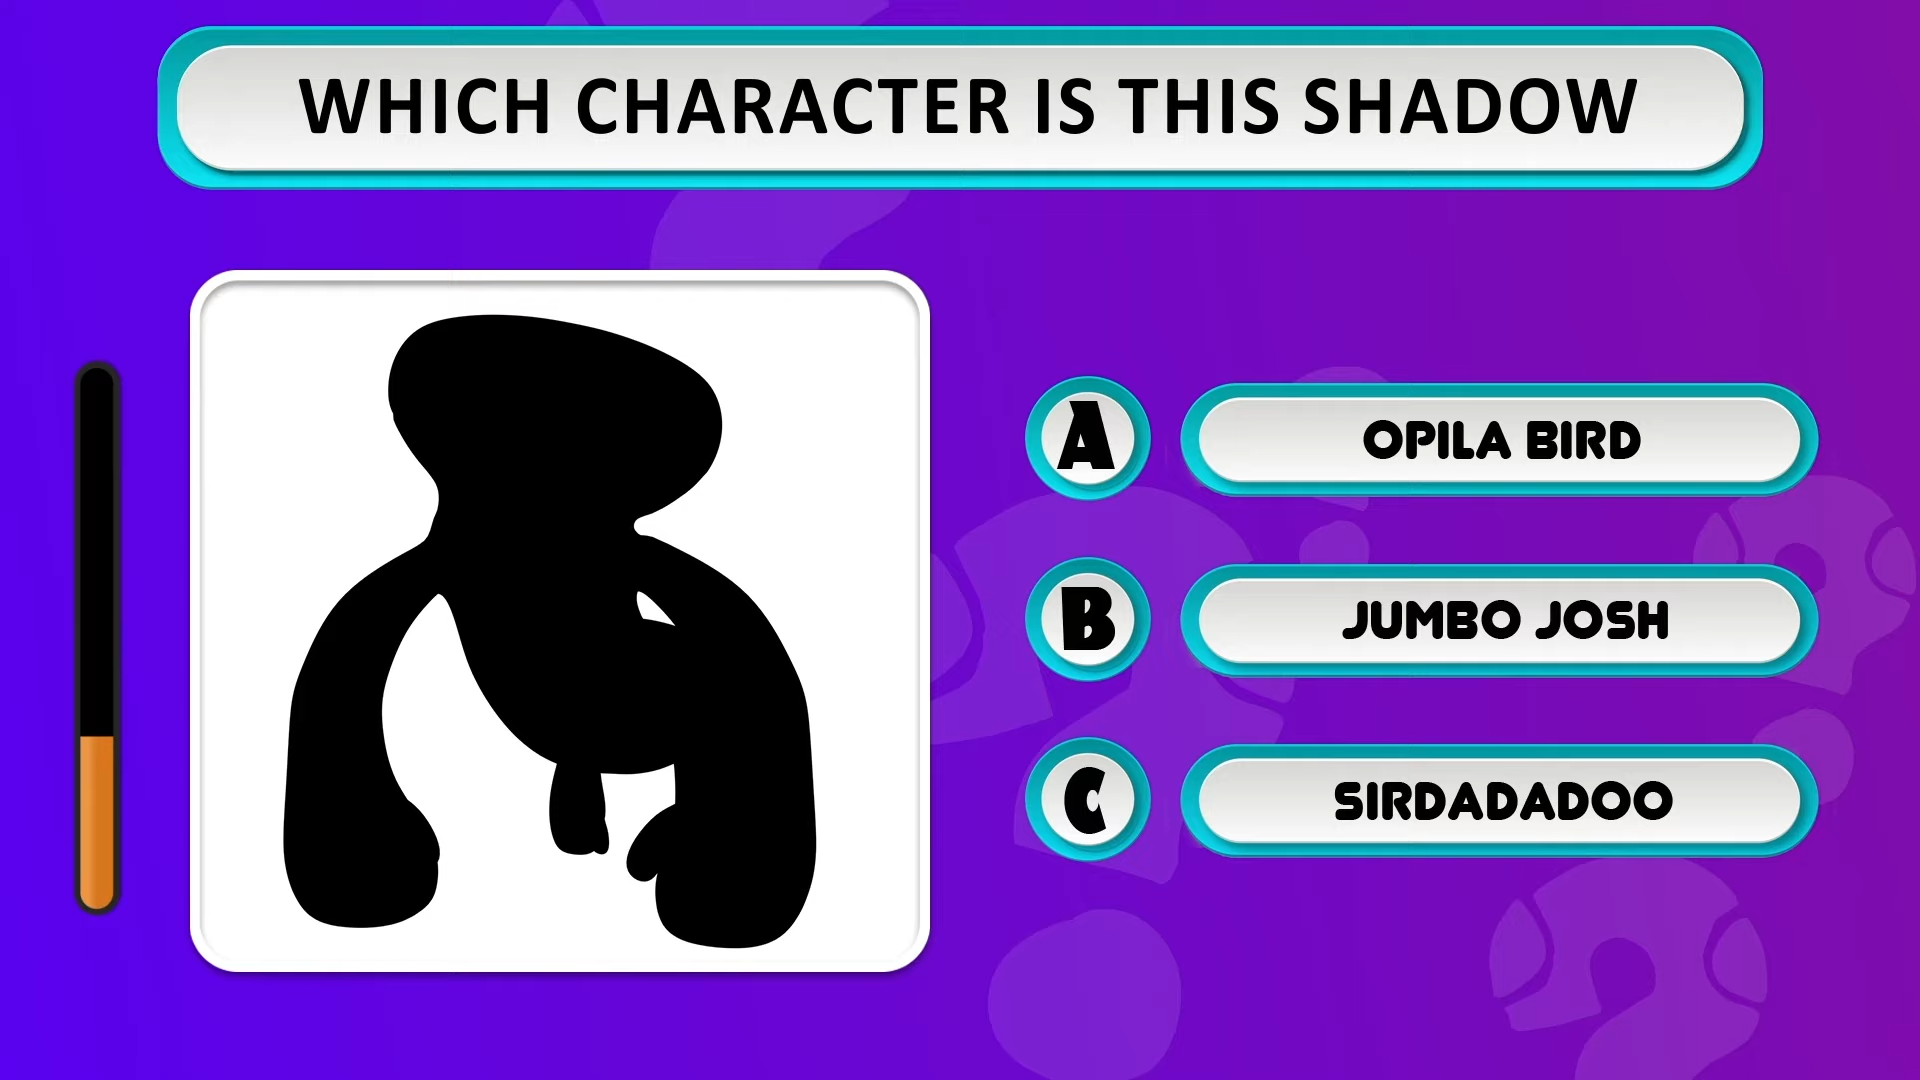 WHICH CHARACTER IS THIS SHADOW
A OPILA BIRD
B JUMBO JOSH
C SIRDADADOO